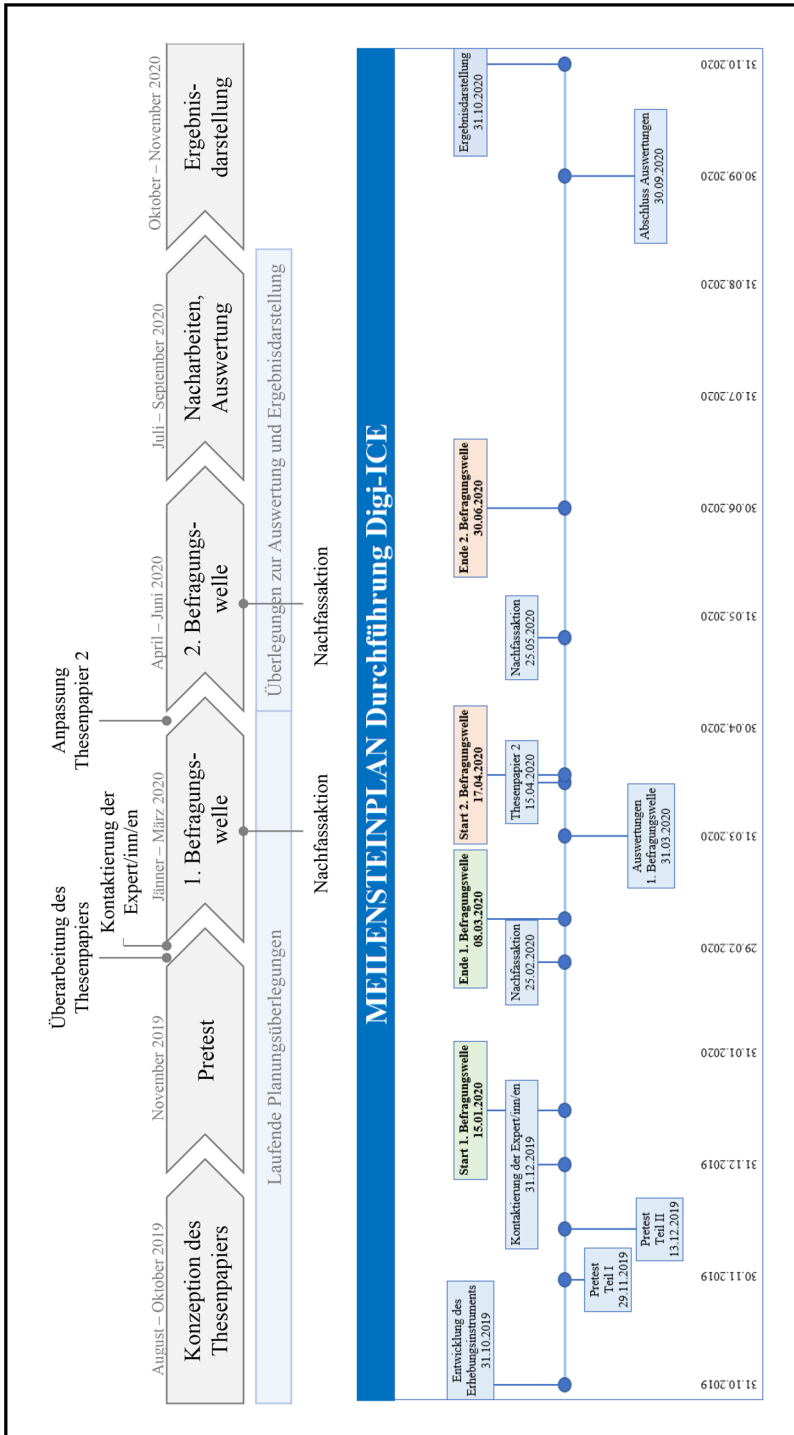 Überarbeitung des
Thesenpapiers
Kontaktierung der
Expert/inn/en
Anpassung
Thesenpapier 2
August – Oktober 2019
November 2019
Jänner – März 2020
April – Juni 2020
Juli – September 2020
Oktober – November 2020
Konzeption des
Thesenpapiers
Pretest
1. Befragungs-
welle
2. Befragungs-
welle
Nacharbeiten,
Auswertung
Ergebnis-
darstellung
Laufende Planungsüberlegungen
Überlegungen zur Auswertung und Ergebnisdarstellung
Nachfassaktion
Nachfassaktion
MEILENSTEINPLAN Durchführung Digi-ICE
Entwicklung des
Erhebungsinstruments
31.10.2019
Pretest
Teil I
29.11.2019
Pretest
Teil II
13.12.2019
Kontaktierung der Expert/inn/en
31.12.2019
Start 1. Befragungswelle
15.01.2020
Nachfassaktion
25.02.2020
Ende 1. Befragungswelle
08.03.2020
Auswertungen
1. Befragungswelle
31.03.2020
Thesenpapier 2
15.04.2020
Start 2. Befragungswelle
17.04.2020
Nachfassaktion
25.05.2020
Ende 2. Befragungswelle
30.06.2020
Abschluss Auswertungen
30.09.2020
Ergebnisdarstellung
31.10.2020
31.10.2019
30.11.2019
31.12.2019
31.01.2020
29.02.2020
31.03.2020
30.04.2020
31.05.2020
30.06.2020
31.07.2020
31.08.2020
30.09.2020
31.10.2020